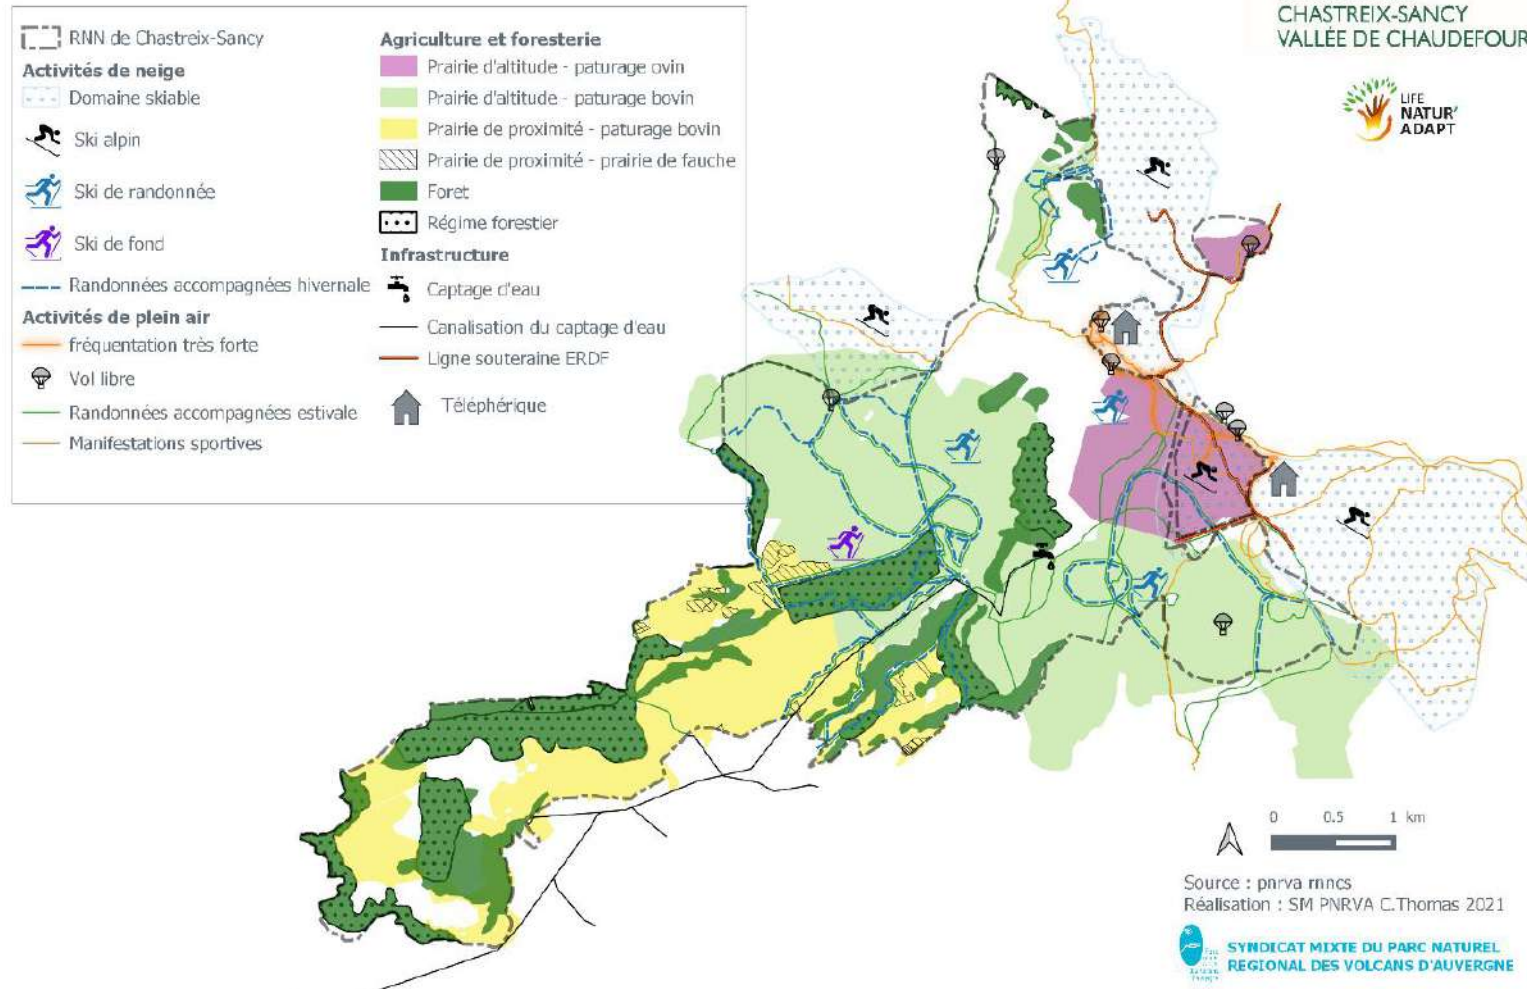 RNN de Chastreix-Sancy
Activités de neige
Domaine skiable
Ski alpin
Ski de randonnée
Ski de fond
Randonnées accompagnées hivernale
Activités de plein air
fréquentation très forte
Vol libre
Randonnées accompagnées estivale
Manifestations sportives
Agriculture et foresterie
Prairie d'altitude - paturage ovin
Prairie d'altitude - paturage bovin
Prairie de proximité - paturage bovin
Prairie de proximité - prairie de fauche
Foret
Régime forestier
Infrastructure
Captage d'eau
Canalisation du captage d'eau
Ligne souteraine ERDF
Téléphérique
CHASTREIX-SANCY
VALLÉE DE CHAUDEFOUR
LIFE
NATUR'
ADAPT
0 0.5 1 km
Source : pnrva rnncs
Réalisation : SM PNRVA C.Thomas 2021
SYNDICAT MIXTE DU PARC NATUREL
REGIONAL DES VOLCANS D'AUVERGNE